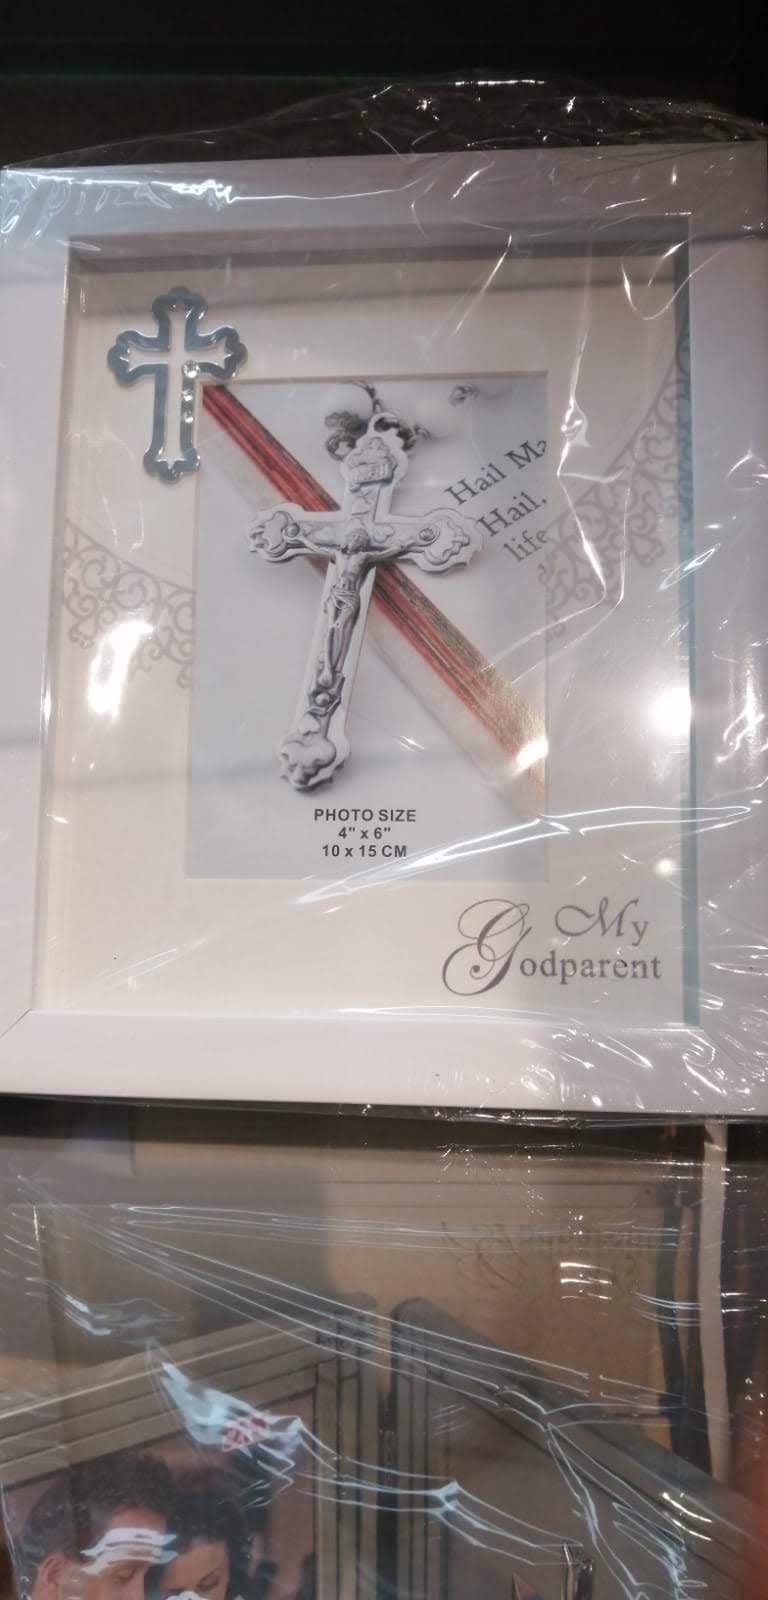 Hail Ma
Hail,
life
PHOTO SIZE
4" x 6"
10 x 15 CM
My
Godparent